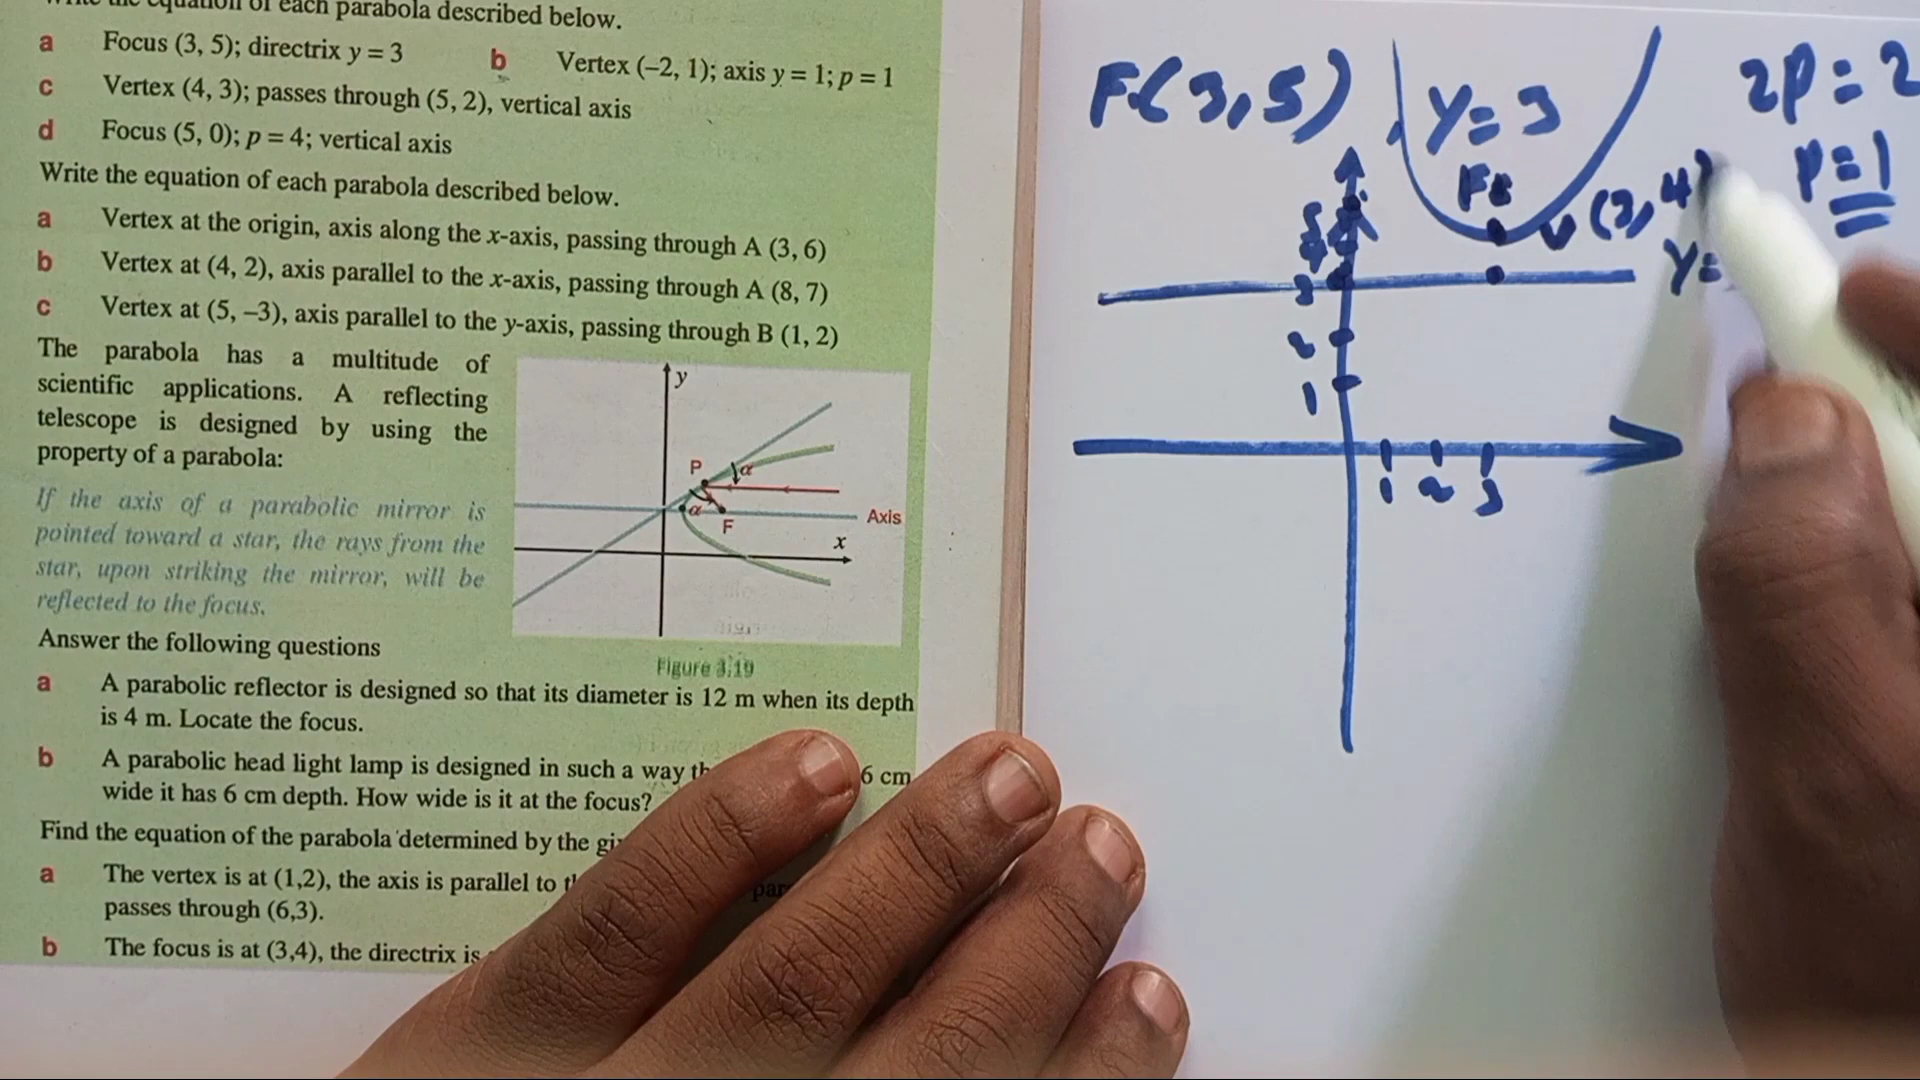 the equation of each parabola described below.
a Focus (3, 5); directrix y = 3 b Vertex (–2, 1); axis y = 1; p = 1
c Vertex (4, 3); passes through (5, 2), vertical axis
d Focus (5, 0); p = 4; vertical axis
Write the equation of each parabola described below.
a Vertex at the origin, axis along the x-axis, passing through A (3, 6)
b Vertex at (4, 2), axis parallel to the x-axis, passing through A (8, 7)
c Vertex at (5, –3), axis parallel to the y-axis, passing through B (1, 2)
The parabola has a multitude of
scientific applications. A reflecting
telescope is designed by using the
property of a parabola:
If the axis of a parabolic mirror is
pointed toward a star, the rays from the
star, upon striking the mirror, will be
reflected to the focus.
y
P α
α F
Axis
x
Figure 3.19
Answer the following questions
a A parabolic reflector is designed so that its diameter is 12 m when its depth
is 4 m. Locate the focus.
b A parabolic head light lamp is designed in such a way 6 cm
wide it has 6 cm depth. How wide is it at the focus?
Find the equation of the parabola determined by the
a The vertex is at (1,2), the axis is parallel to
passes through (6,3).
b The focus is at (3,4), the directrix is
F(3,5) y=3 2p=2
p=1
F
V (3,4)
y=
5
4
3
2
1
1 2 3